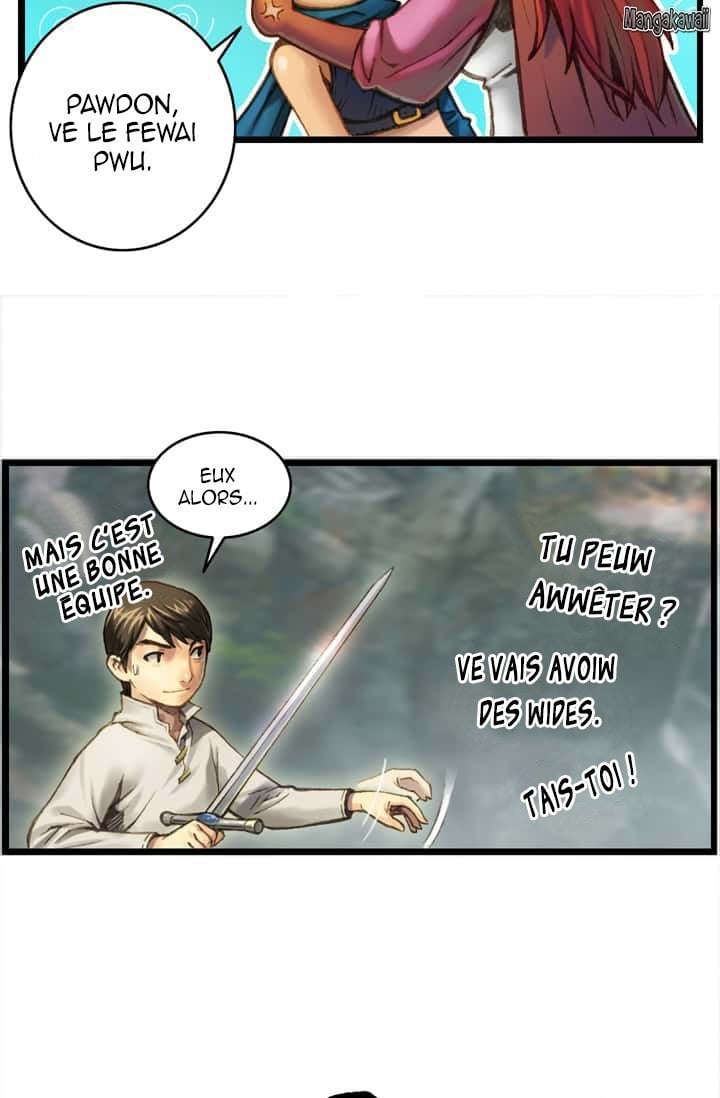 Mangakawaii
PAWDON,
VE LE FEWAI
PWU.
EUX
ALORS...
MAIS C'EST
UNE BONNE
EQUIPE.
TU PEUW
AWWÊTER ?
VE VAIS AVOIW
DES WIDES.
TAIS-TOI !